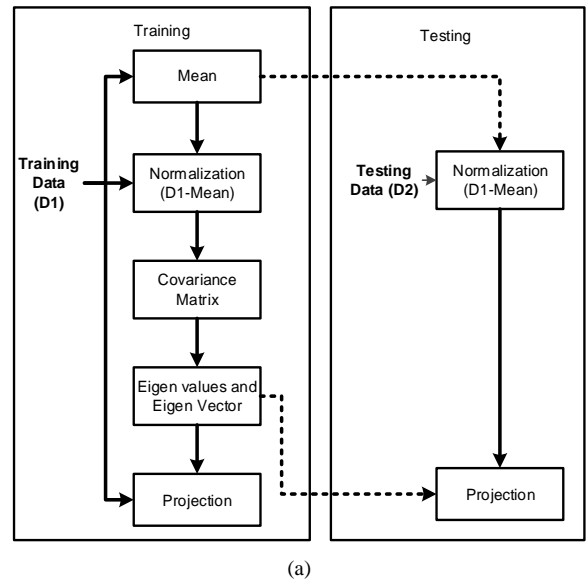 Training
Mean
Training
Data
(D1)
Normalization
(D1-Mean)
Covariance
Matrix
Eigen values and
Eigen Vector
Projection
Testing
Testing
Data (D2)
Normalization
(D1-Mean)
Projection
(a)